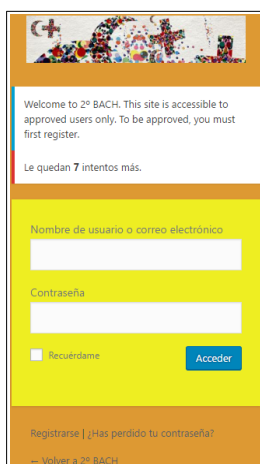 Welcome to 2º BACH. This site is accessible to
approved users only. To be approved, you must
first register.
Le quedan 7 intentos más.
Nombre de usuario o correo electrónico
Contraseña
Recuérdame
Acceder
Registrarse | ¿Has perdido tu contraseña?
← Volver a 2º BACH